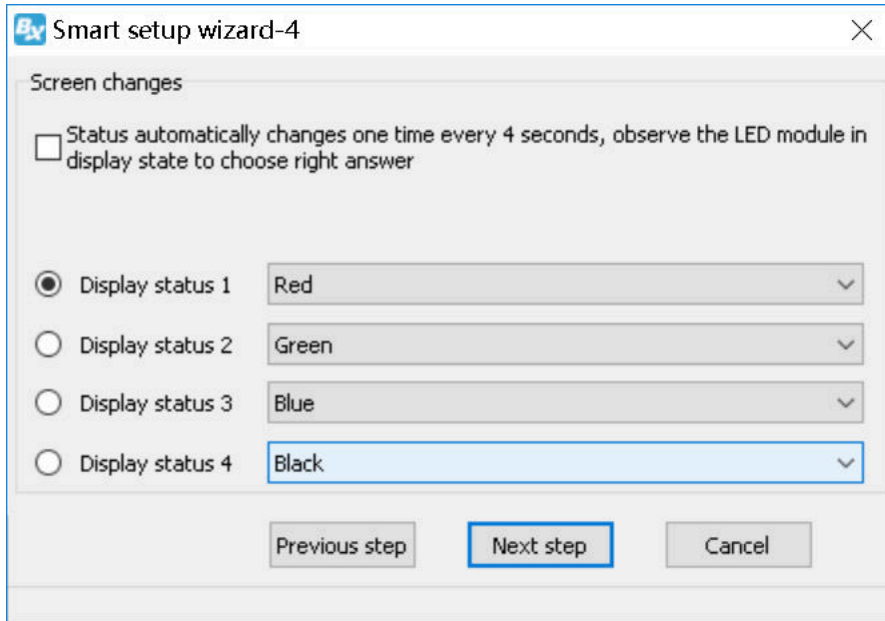 BX Smart setup wizard-4
Screen changes
Status automatically changes one time every 4 seconds, observe the LED module in
display state to choose right answer
Display status 1 Red
Display status 2 Green
Display status 3 Blue
Display status 4 Black
Previous step Next step Cancel